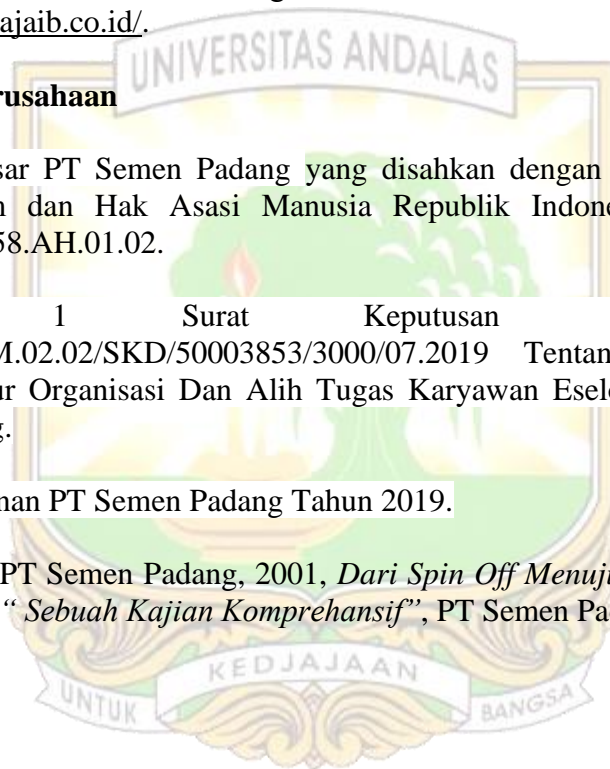 ajaib.co.id/.
UNIVERSITAS ANDALAS
rusahaan
sar PT Semen Padang yang disahkan dengan
n dan Hak Asasi Manusia Republik Indone
58.AH.01.02.
1 Surat Keputusan
M.02.02/SKD/50003853/3000/07.2019 Tentan
ur Organisasi Dan Alih Tugas Karyawan Esel
g.
nan PT Semen Padang Tahun 2019.
PT Semen Padang, 2001, Dari Spin Off Menuj
“ Sebuah Kajian Komprehansif”, PT Semen Pa
KEDJAJAAN
UNTUK BANGSA